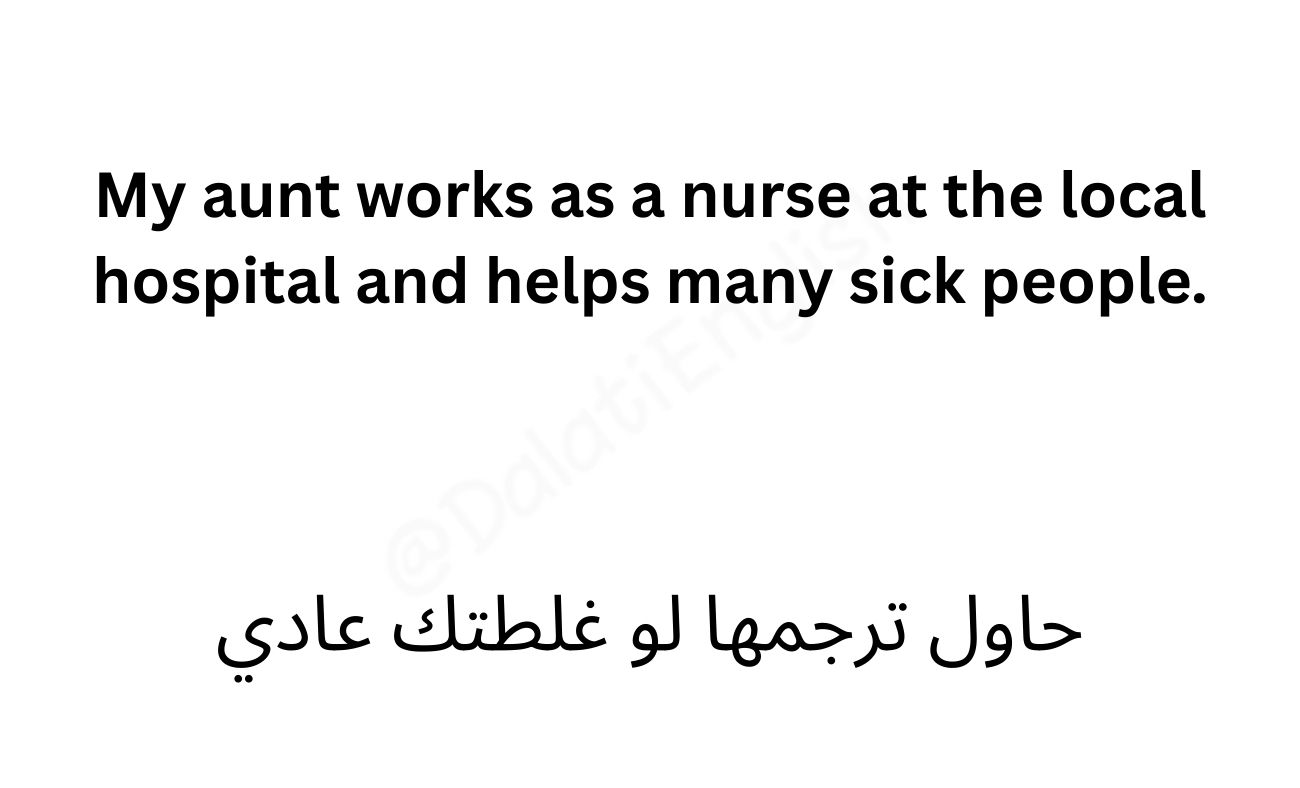 My aunt works as a nurse at the local
hospital and helps many sick people.
@DalatiEnglish
حاول ترجمها لو غلطتك عادي